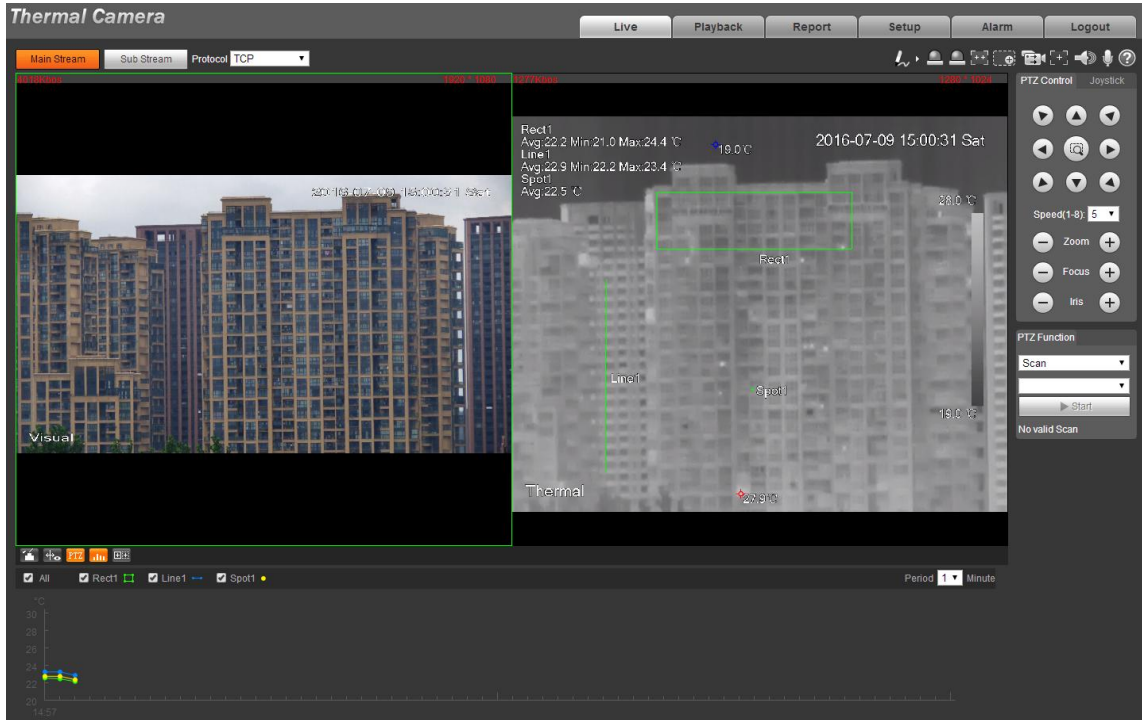 Thermal Camera
Live
Playback
Report
Setup
Alarm
Logout
Main Stream
Sub Stream
Protocol
TCP
1920 * 1080
1277Kbps
1280 * 1024
Rect1
Avg:22.2 Min:21.0 Max:24.4 ℃
Line1
Avg:22.9 Min:22.2 Max:23.4 ℃
Spot1
Avg:22.5 ℃
19.0℃
2016-07-09 15:00:31 Sat
28.0 ℃
Rect1
Line1
Spot1
19.0 ℃
27.9℃
Visual
Thermal
PTZ Control
Joystick
Speed(1-8):
5
Zoom
Focus
Iris
PTZ Function
Scan
Start
No valid Scan
PTZ
All
Rect1
Line1
Spot1
Period
1
Minute
℃
30
28
26
24
22
20
14:57